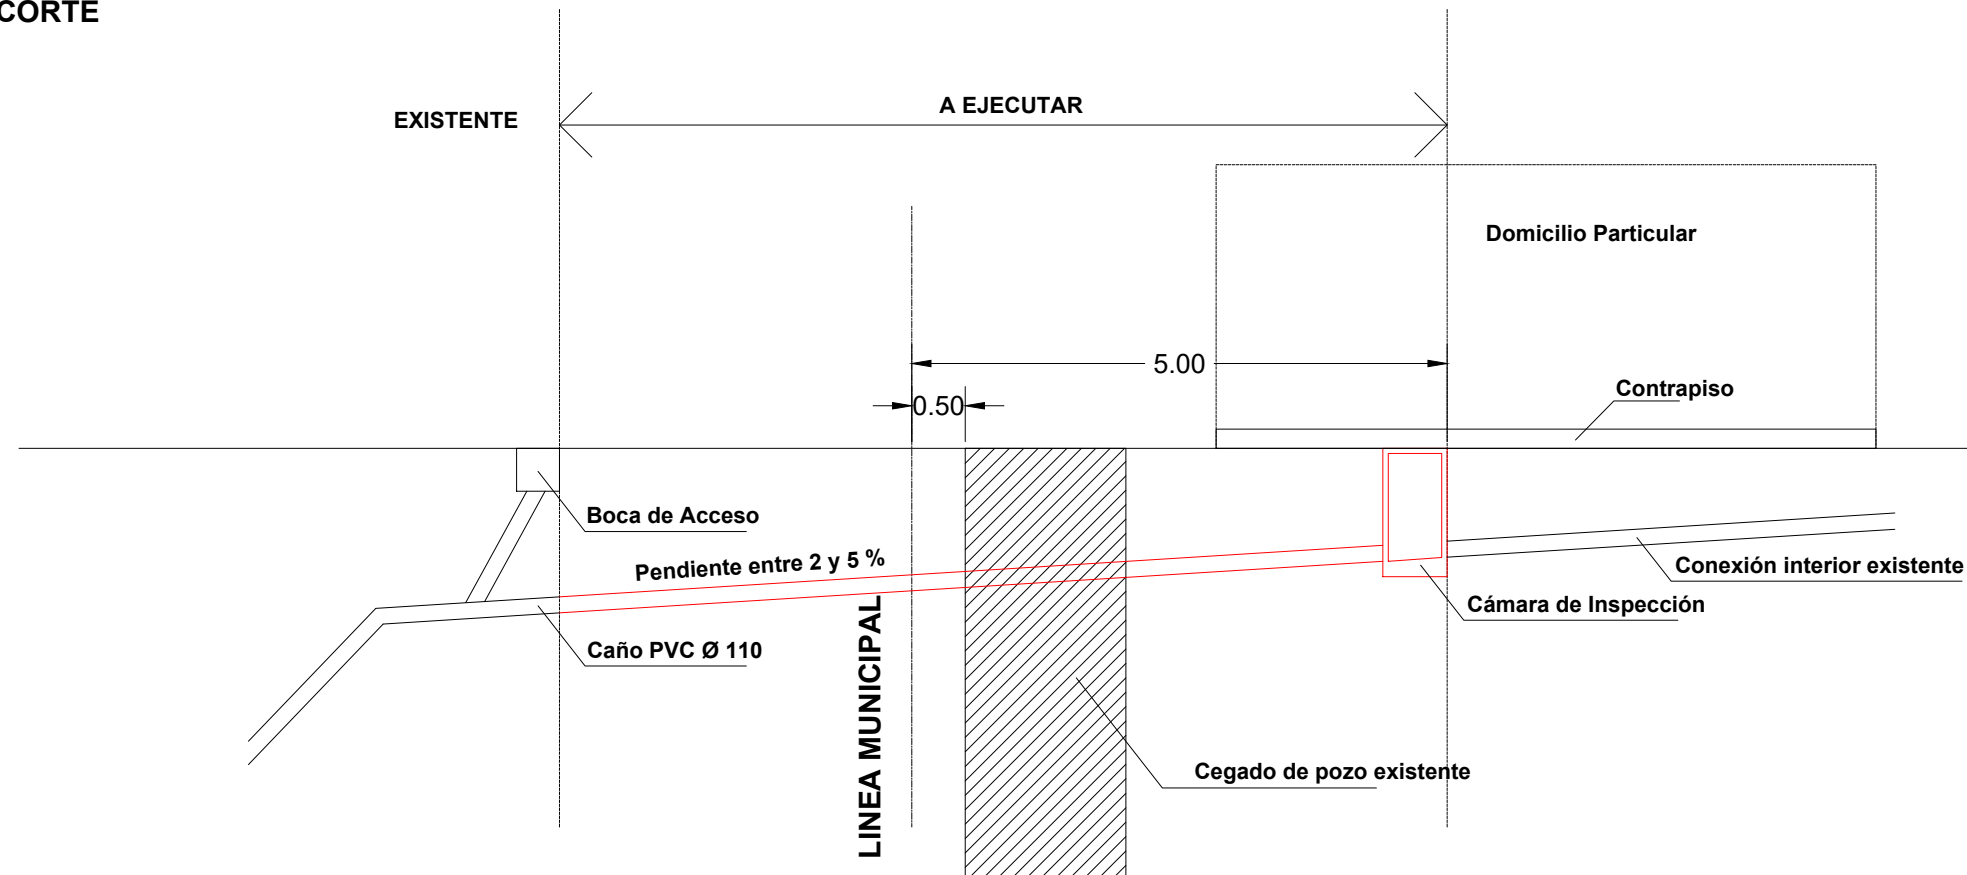 CORTE
A EJECUTAR
EXISTENTE
Domicilio Particular
5.00
Contrapiso
0.50
Boca de Acceso
Pendiente entre 2 y 5 %
Conexión interior existente
Cámara de Inspección
Caño PVC Ø 110
LINEA MUNICIPAL
Cegado de pozo existente